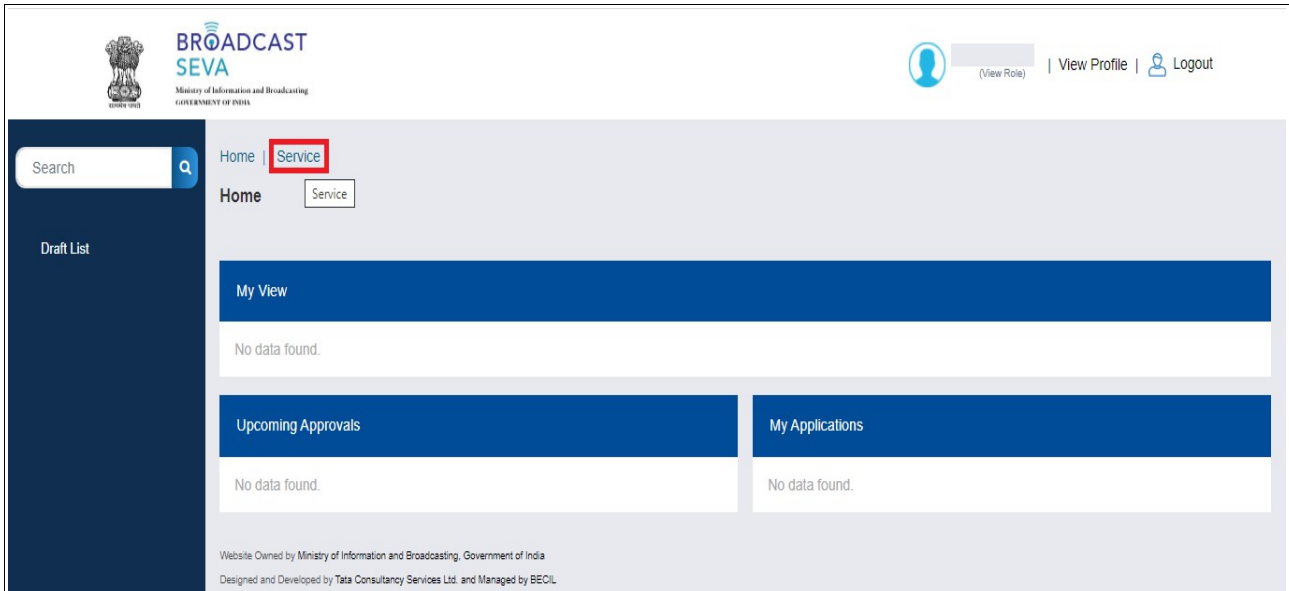 BROADCAST
SEVA
Ministry of Information and Broadcasting
GOVERNMENT OF INDIA
सत्यमेव जयते
(View Role) | View Profile | Logout
Search
Home | Service
Home
Service
Draft List
My View
No data found.
Upcoming Approvals
No data found.
My Applications
No data found.
Website Owned by Ministry of Information and Broadcasting, Government of India
Designed and Developed by Tata Consultancy Services Ltd. and Managed by BECIL